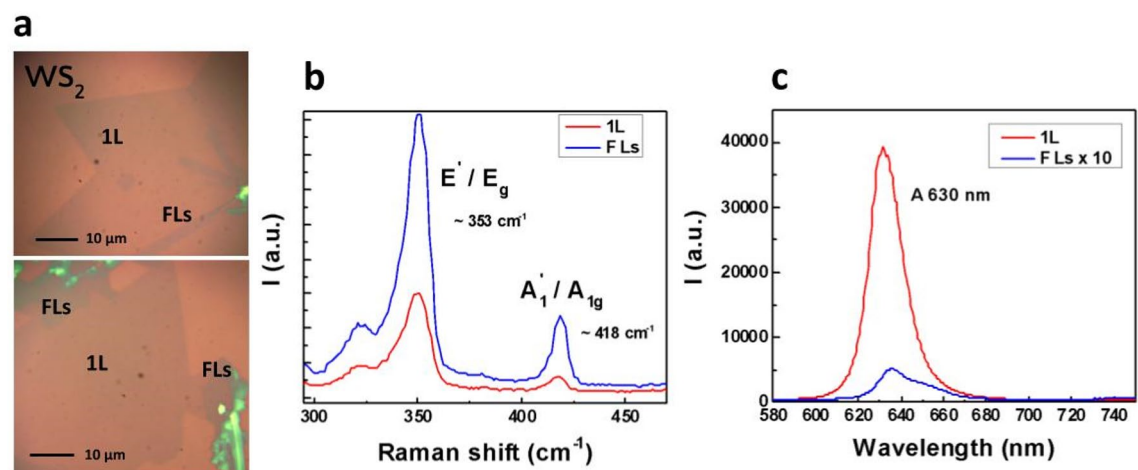 a
WS2
1L
FLs
10 µm
FLs
1L
FLs
10 µm
b
1L
F Ls
E' / Eg
~ 353 cm-1
A1' / A1g
~ 418 cm-1
I (a.u.)
300 350 400 450
Raman shift (cm-1)
c
1L
F Ls x 10
A 630 nm
I (a.u.)
40000
30000
20000
10000
0
580 600 620 640 660 680 700 720 740
Wavelength (nm)